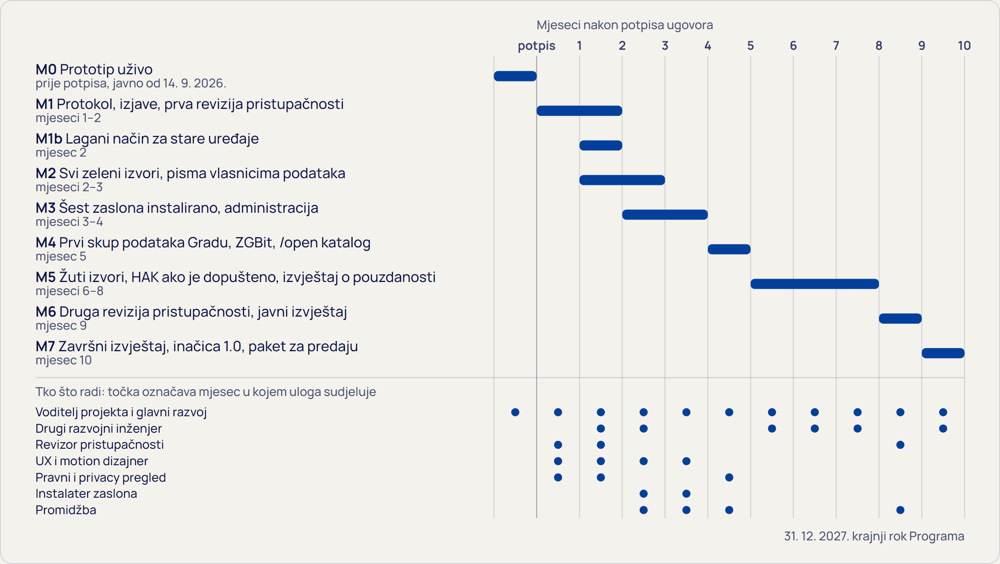 Mjeseci nakon potpisa ugovora
potpis 1 2 3 4 5 6 7 8 9 10
M0 Prototip uživo
prije potpisa, javno od 14. 9. 2026.
M1 Protokol, izjave, prva revizija pristupačnosti
mjeseci 1–2
M1b Lagani način za stare uređaje
mjesec 2
M2 Svi zeleni izvori, pisma vlasnicima podataka
mjeseci 2–3
M3 Šest zaslona instalirano, administracija
mjeseci 3–4
M4 Prvi skup podataka Gradu, ZGBit, /open katalog
mjesec 5
M5 Žuti izvori, HAK ako je dopušteno, izvještaj o pouzdanosti
mjeseci 6–8
M6 Druga revizija pristupačnosti, javni izvještaj
mjesec 9
M7 Završni izvještaj, inačica 1.0, paket za predaju
mjesec 10
Tko što radi: točka označava mjesec u kojem uloga sudjeluje
Voditelj projekta i glavni razvoj
Drugi razvojni inženjer
Revizor pristupačnosti
UX i motion dizajner
Pravni i privacy pregled
Instalater zaslona
Promidžba
31. 12. 2027. krajnji rok Programa